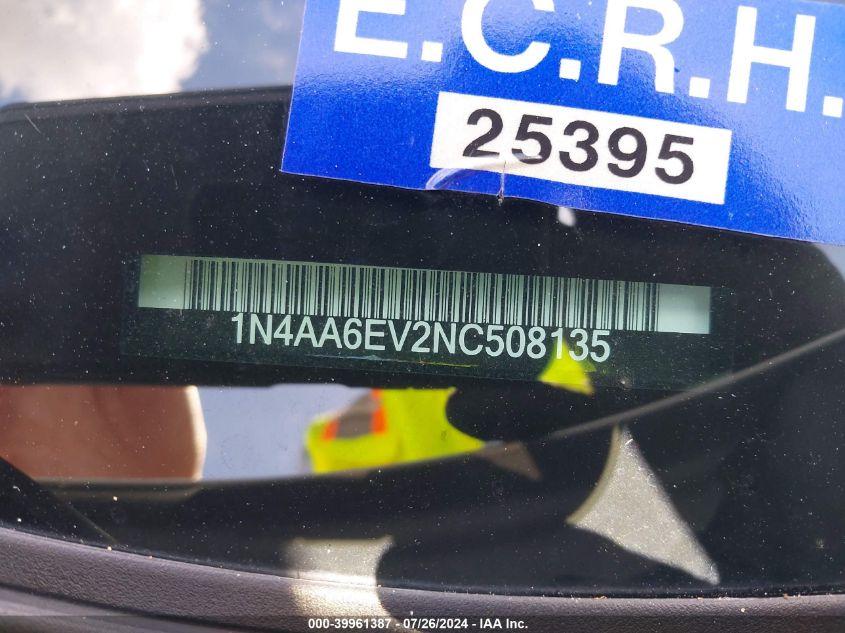 E.C.R.H.
25395
1N4AA6EV2NC508135
000-39961387 - 07/26/2024 - IAA Inc.